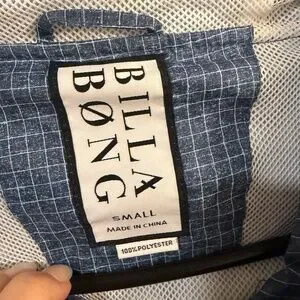 BILLA
BØNG
SMALL
MADE IN CHINA
100% POLYESTER